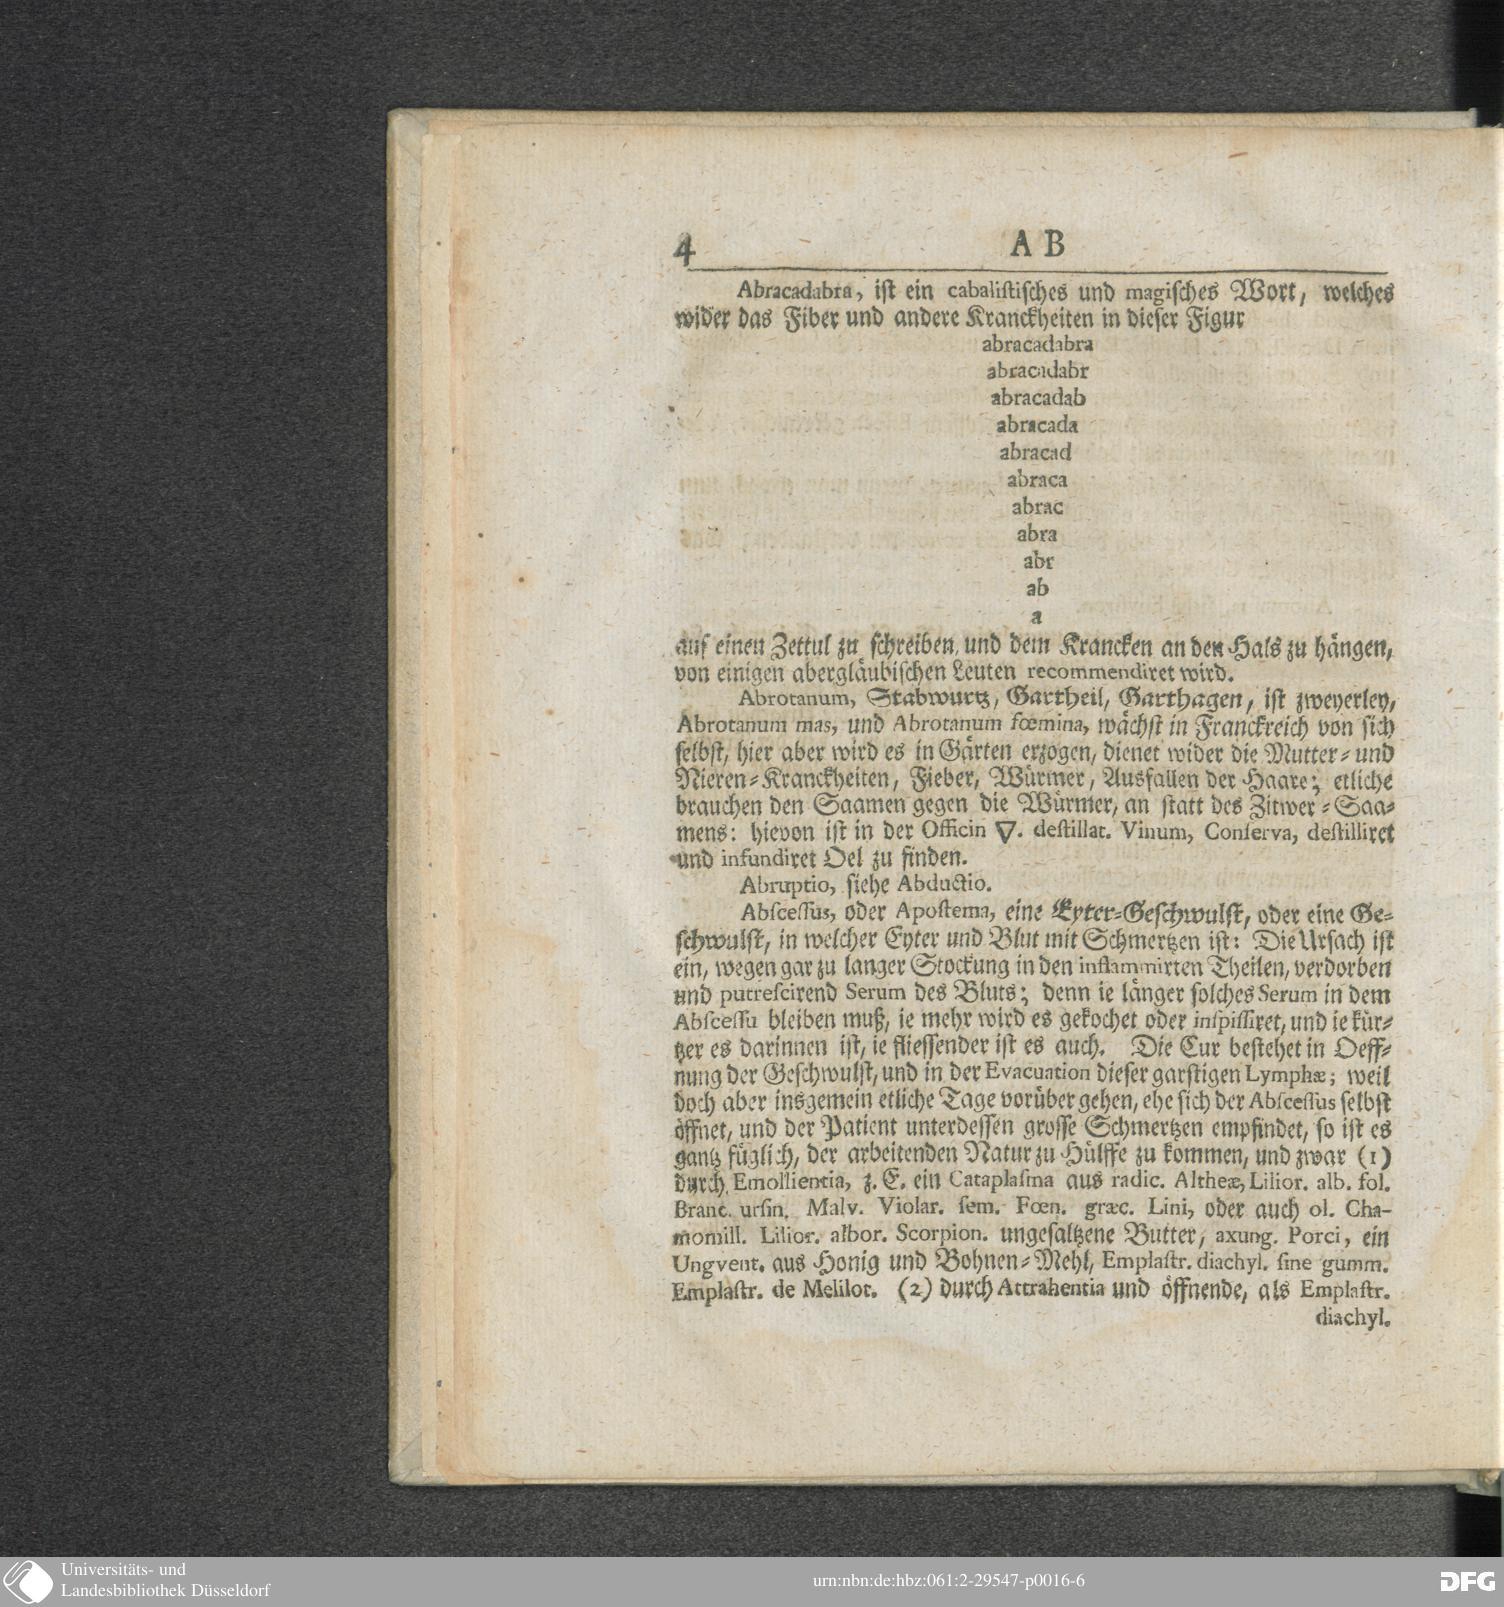 4 A B
Abracadabra, ist ein cabalistisches und magisches Wort, welches
wider das Fiber und andere Kranckheiten in dieser Figur
abracadabra
abracadabr
abracadab
abracada
abracad
abraca
abrac
abra
abr
ab
a
auf einen Zettul zu schreiben, und dem Krancken an den Hals zu hängen,
von einigen abergläubischen Leuten recommendiret wird.
Abrotanum, Stabwurtz, Gartheil, Garthagen, ist zweyerley,
Abrotanum mas, und Abrotanum fœmina, wächst in Franckreich von sich
selbst, hier aber wird es in Gärten erzogen, dienet wider die Mutter- und
Nieren-Kranckheiten, Fieber, Würmer, Ausfallen der Haare; etliche
brauchen den Saamen gegen die Würmer, an statt des Zitwer-Saa-
mens: hievon ist in der Officin ▽. destillat. Vinum, Conserva, destilliret
und infundiret Oel zu finden.
Abruptio, siehe Abductio.
Abscessus, oder Apostema, eine Eyter-Geschwulst, oder eine Ge-
schwulst, in welcher Eyter und Blut mit Schmertzen ist: Die Ursach ist
ein, wegen gar zu langer Stockung in den inflammirten Theilen, verdorben
und putrescirend Serum des Bluts; denn ie länger solches Serum in dem
Abscessu bleiben muß, ie mehr wird es gekochet oder inspissiret, und ie kür-
tzer es darinnen ist, ie fliessender ist es auch. Die Cur bestehet in Oeff-
nung der Geschwulst, und in der Evacuation dieser garstigen Lymphæ; weil
doch aber insgemein etliche Tage vorüber gehen, ehe sich der Abscessus selbst
öffnet, und der Patient unterdessen grosse Schmertzen empfindet, so ist es
gantz füglich, der arbeitenden Natur zu Hülffe zu kommen, und zwar (1)
durch Emollientia, z. E. ein Cataplasma aus radic. Altheæ, Lilior. alb. fol.
Branc. ursin. Malv. Violar. sem. Fœn. græc. Lini, oder auch ol. Cha-
momill. Lilior. albor. Scorpion. ungesaltzene Butter, axung. Porci, ein
Ungvent. aus Honig und Bohnen-Mehl, Emplastr. diachyl. sine gumm.
Emplastr. de Melilot. (2) durch Attrahentia und öffnende, als Emplastr.
diachyl.
Universitäts- und
Landesbibliothek Düsseldorf
urn:nbn:de:hbz:061:2-29547-p0016-6
DFG